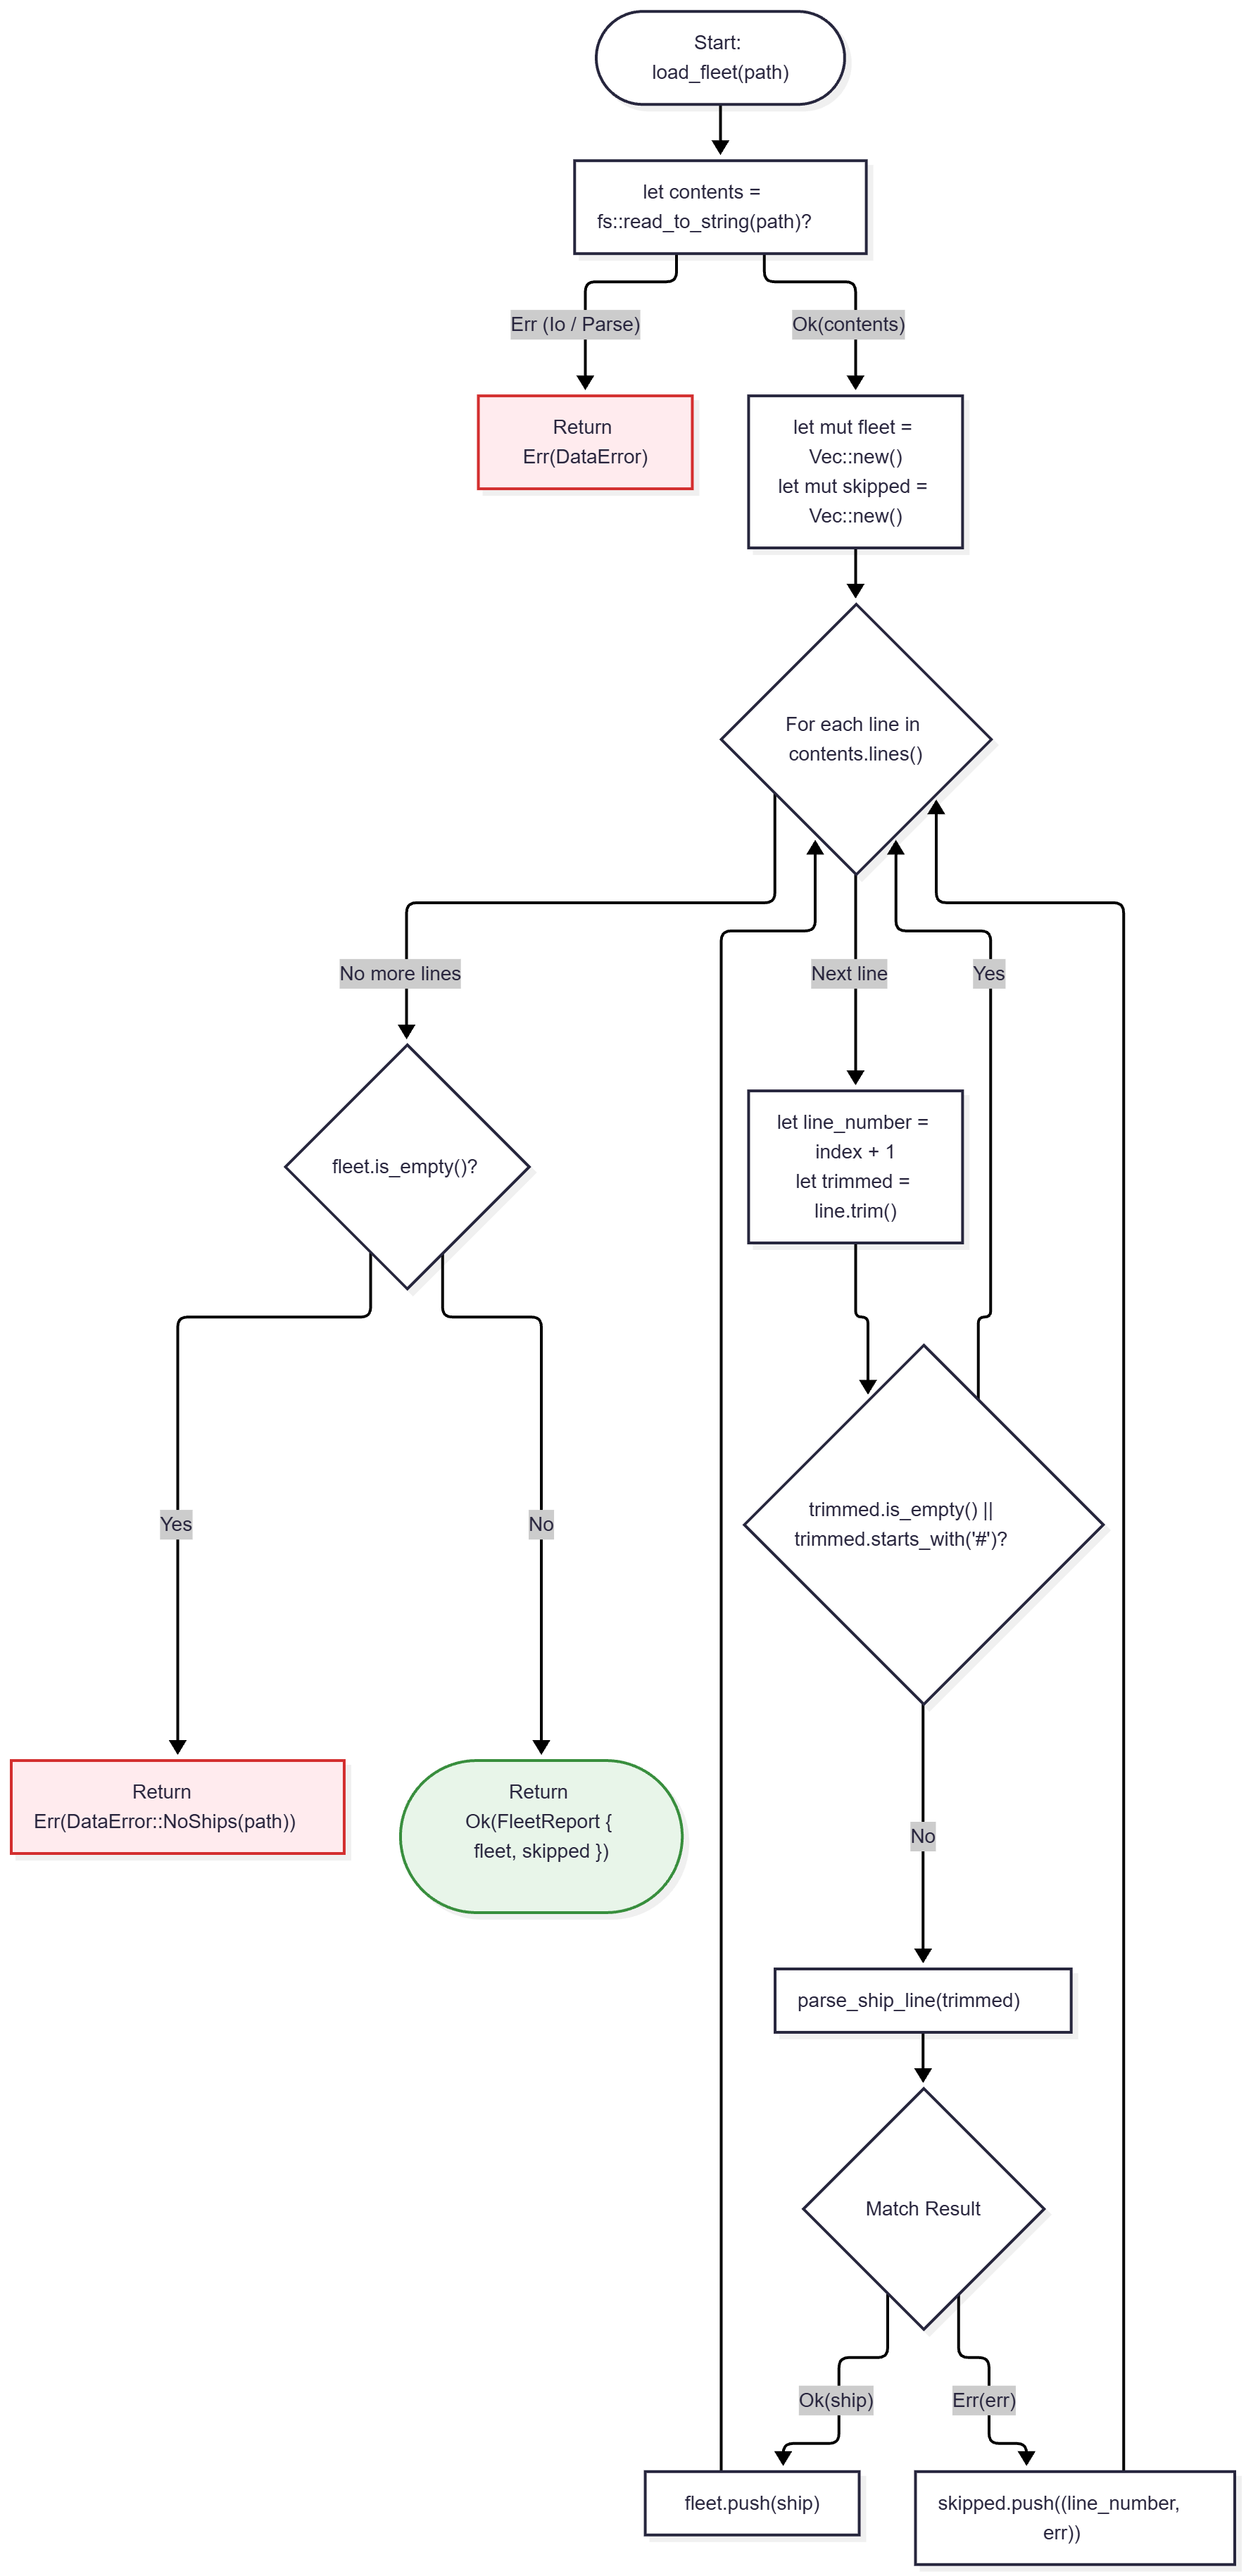 Start:
load_fleet(path)
let contents =
fs::read_to_string(path)?
Err (Io / Parse)
Ok(contents)
Return
Err(DataError)
let mut fleet =
Vec::new()
let mut skipped =
Vec::new()
For each line in
contents.lines()
No more lines
Next line
Yes
fleet.is_empty()?
let line_number =
index + 1
let trimmed =
line.trim()
Yes
No
trimmed.is_empty() ||
trimmed.starts_with('#')?
Return
Err(DataError::NoShips(path))
Return
Ok(FleetReport {
fleet, skipped })
No
parse_ship_line(trimmed)
Match Result
Ok(ship)
Err(err)
fleet.push(ship)
skipped.push((line_number,
err))